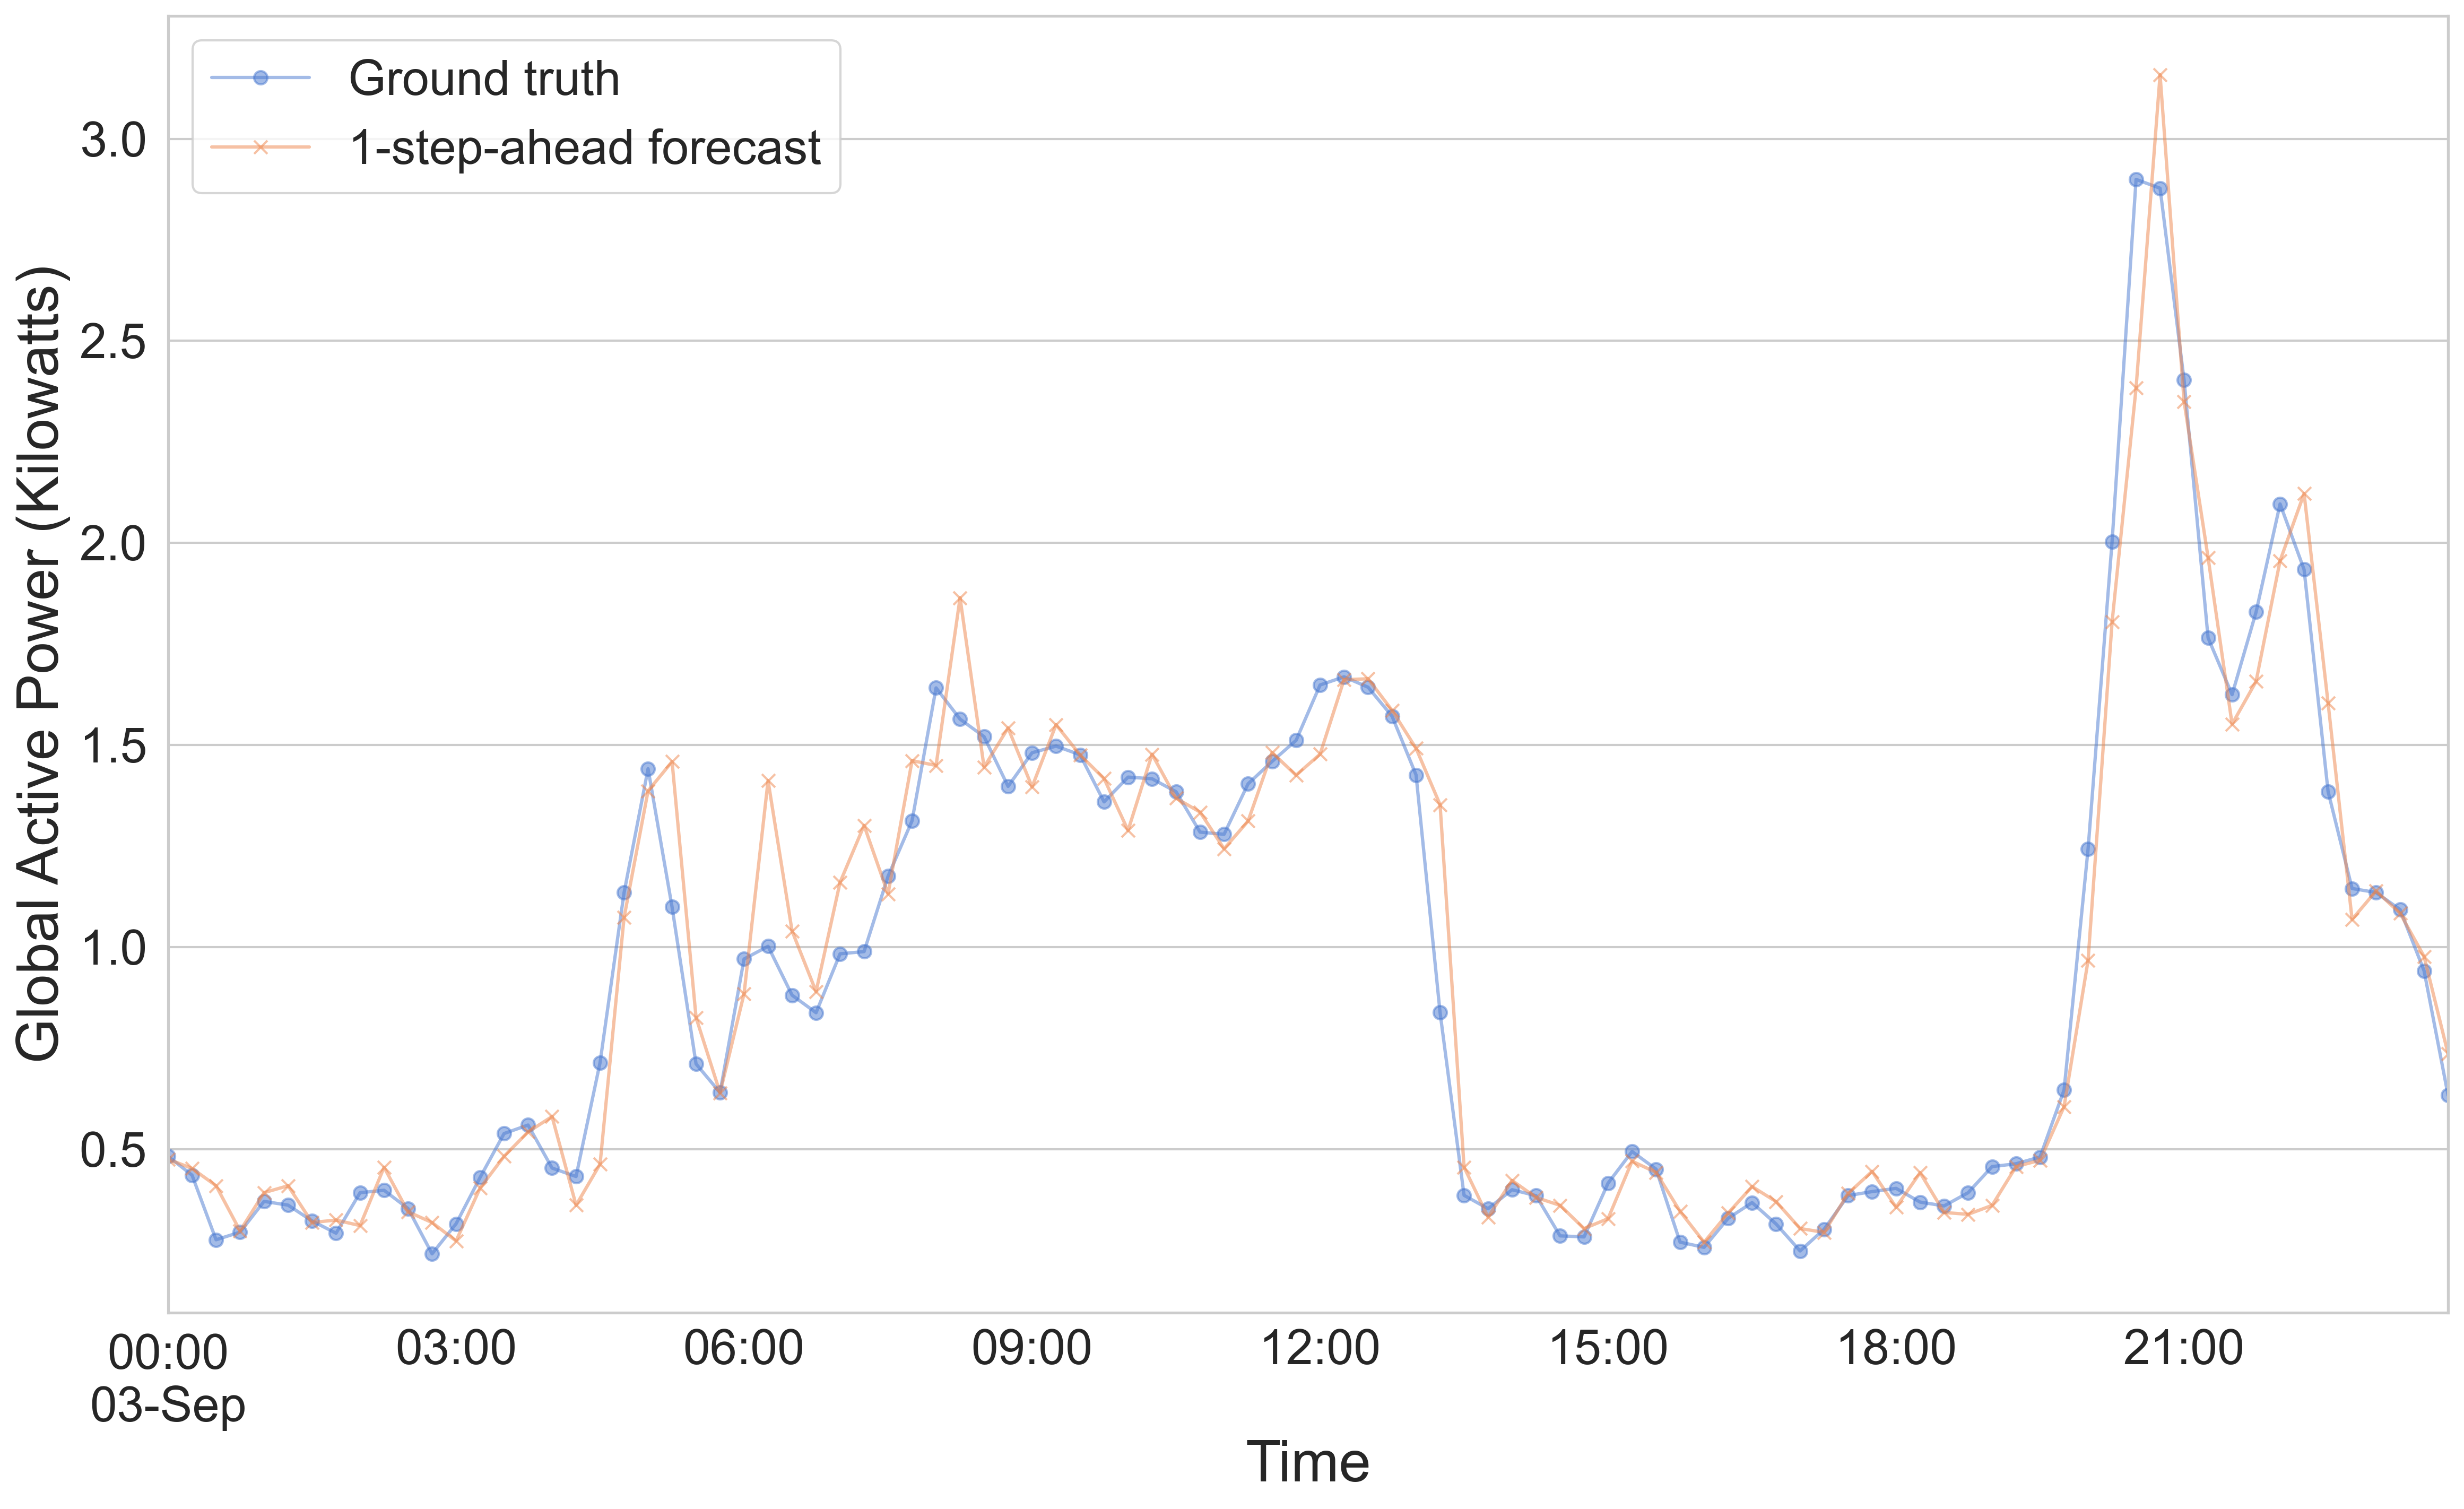 Ground truth
1-step-ahead forecast
Global Active Power (Kilowatts)
3.0
2.5
2.0
1.5
1.0
0.5
00:00 03:00 06:00 09:00 12:00 15:00 18:00 21:00
03-Sep
Time